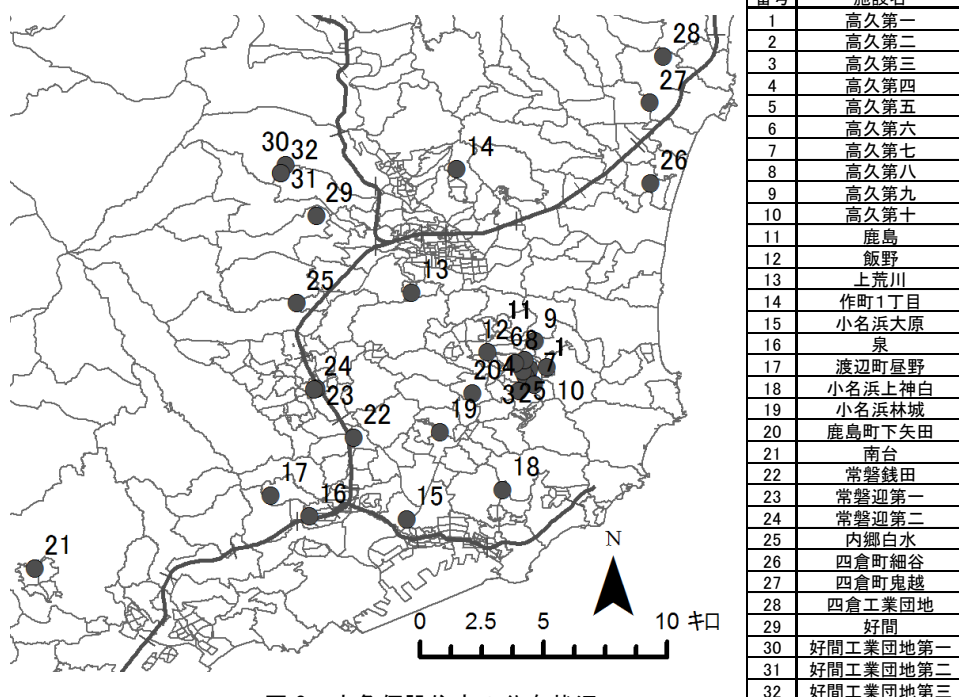 28
27
26
30
32
31
14
29
13
25
11
9
12
6
8
1
20
4
7
3
2
5
10
24
23
19
22
18
17
16
15
21
N
0 2.5 5 10 キロ
1 高久第一
2 高久第二
3 高久第三
4 高久第四
5 高久第五
6 高久第六
7 高久第七
8 高久第八
9 高久第九
10 高久第十
11 鹿島
12 飯野
13 上荒川
14 作町1丁目
15 小名浜大原
16 泉
17 渡辺町昼野
18 小名浜上神白
19 小名浜林城
20 鹿島町下矢田
21 南台
22 常磐銭田
23 常磐迎第一
24 常磐迎第二
25 内郷白水
26 四倉町細谷
27 四倉町鬼越
28 四倉工業団地
29 好間
30 好間工業団地第一
31 好間工業団地第二
32 好間工業団地第三